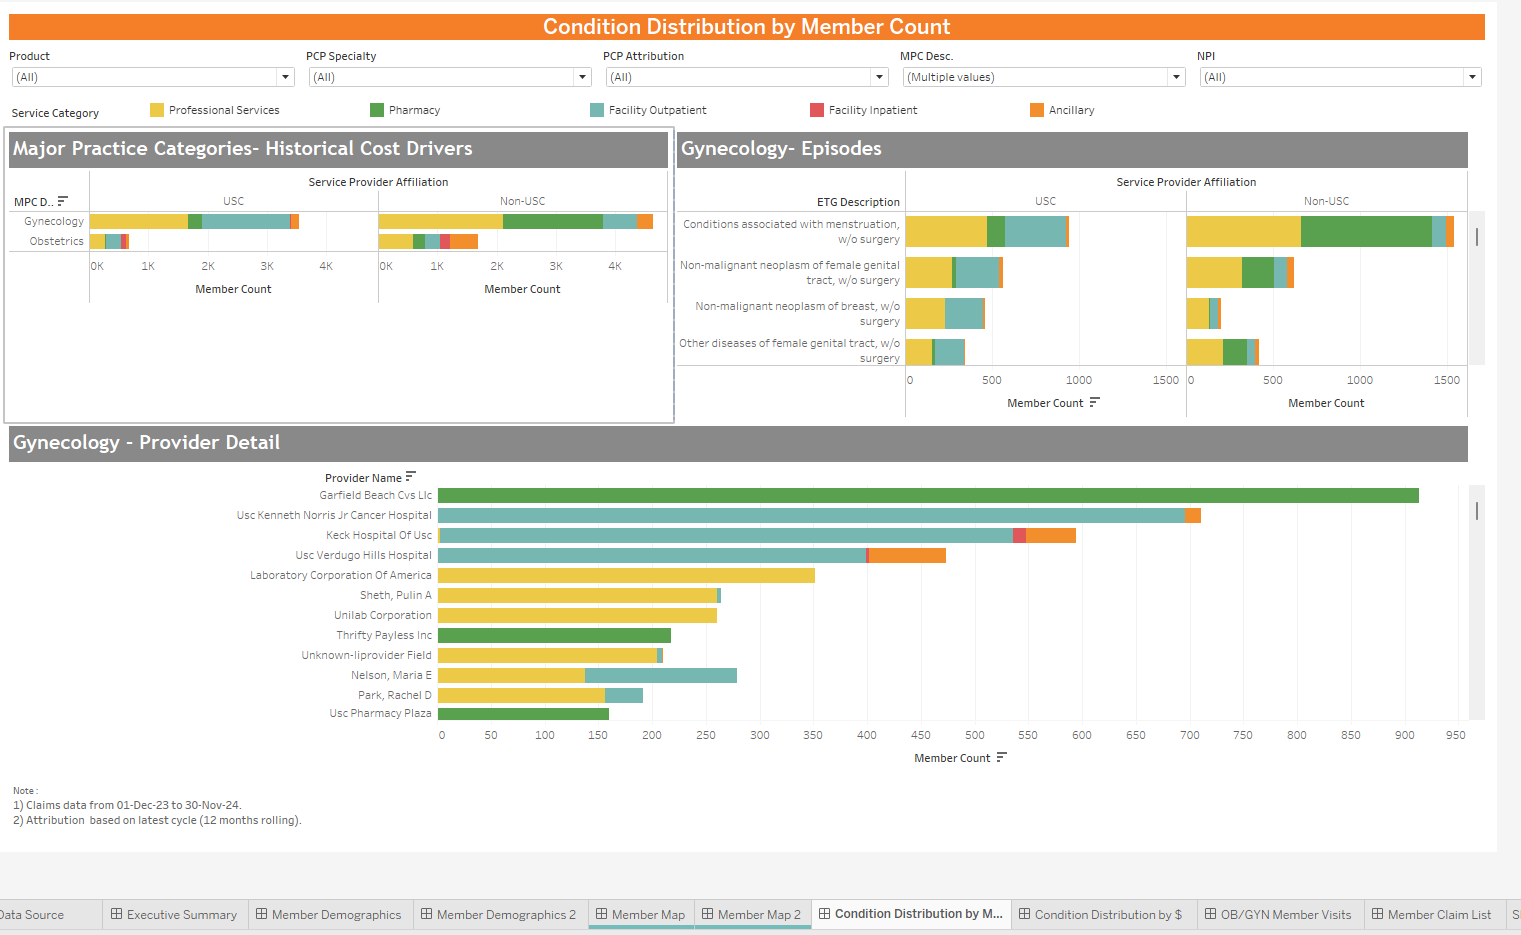 Condition Distribution by Member Count
Product
PCP Specialty
PCP Attribution
MPC Desc.
NPI
(All)
(All)
(All)
(Multiple values)
(All)
Service Category
Professional Services
Pharmacy
Facility Outpatient
Facility Inpatient
Ancillary
Major Practice Categories- Historical Cost Drivers
Service Provider Affiliation
MPC D..
USC
Non-USC
Gynecology
Obstetrics
0K 1K 2K 3K 4K
0K 1K 2K 3K 4K
Member Count
Member Count
Gynecology- Episodes
Service Provider Affiliation
ETG Description
USC
Non-USC
Conditions associated with menstruation,
w/o surgery
Non-malignant neoplasm of female genital
tract, w/o surgery
Non-malignant neoplasm of breast, w/o
surgery
Other diseases of female genital tract, w/o
surgery
0 500 1000 1500
0 500 1000 1500
Member Count
Member Count
Gynecology - Provider Detail
Provider Name
Garfield Beach Cvs Llc
Usc Kenneth Norris Jr Cancer Hospital
Keck Hospital Of Usc
Usc Verdugo Hills Hospital
Laboratory Corporation Of America
Sheth, Pulin A
Unilab Corporation
Thrifty Payless Inc
Unknown-Iiprovider Field
Nelson, Maria E
Park, Rachel D
Usc Pharmacy Plaza
0 50 100 150 200 250 300 350 400 450 500 550 600 650 700 750 800 850 900 950
Member Count
Note :
1) Claims data from 01-Dec-23 to 30-Nov-24.
2) Attribution based on latest cycle (12 months rolling).
Data Source
Executive Summary
Member Demographics
Member Demographics 2
Member Map
Member Map 2
Condition Distribution by M...
Condition Distribution by $
OB/GYN Member Visits
Member Claim List